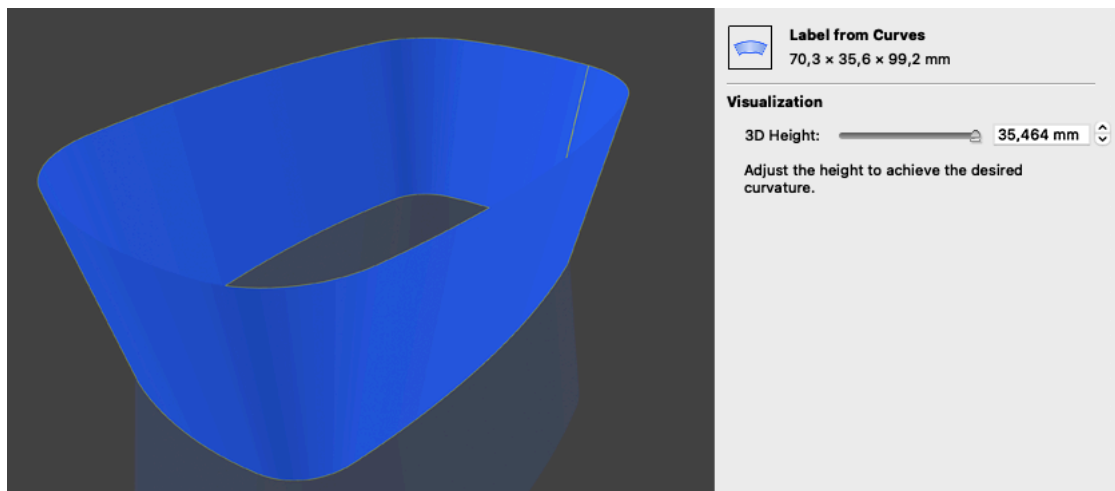 Label from Curves
70,3 × 35,6 × 99,2 mm
Visualization
3D Height: 35,464 mm
Adjust the height to achieve the desired
curvature.